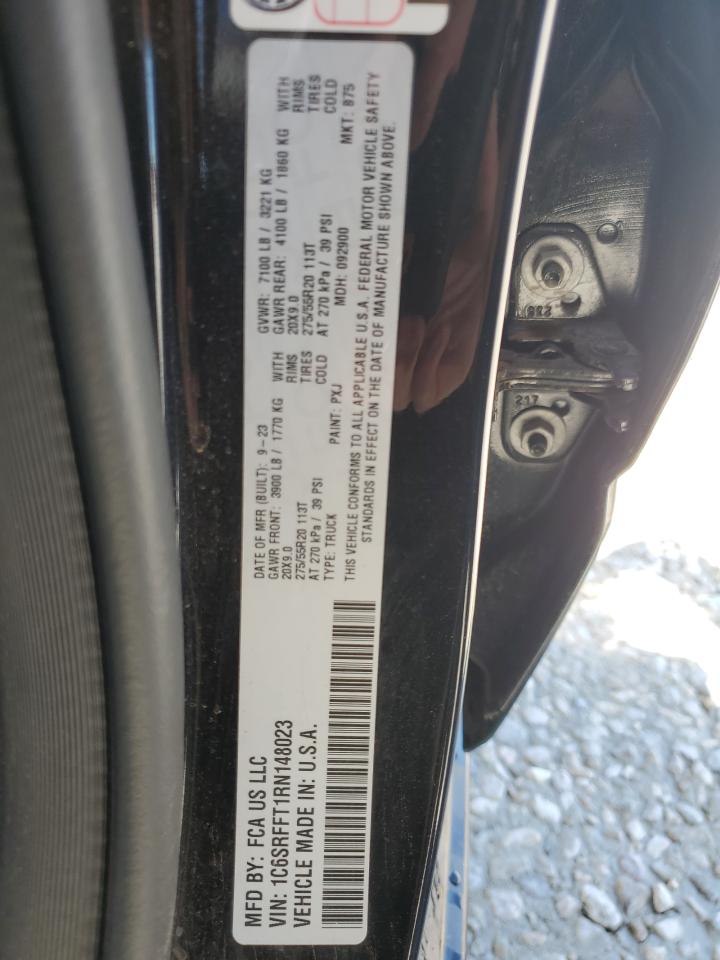 MFD BY: FCA US LLC
DATE OF MFR (BUILT): 9-23
GVWR: 7100 LB / 3221 KG
GAWR FRONT: 3900 LB / 1770 KG WITH
GAWR REAR: 4100 LB / 1860 KG WITH
20X9.0 RIMS
20X9.0 RIMS
275/55R20 113T TIRES
275/55R20 113T TIRES
AT 270 kPa / 39 PSI COLD
AT 270 kPa / 39 PSI COLD
TYPE: TRUCK PAINT: PXJ MDH: 092900 MKT: B75
THIS VEHICLE CONFORMS TO ALL APPLICABLE U.S.A. FEDERAL MOTOR VEHICLE SAFETY
STANDARDS IN EFFECT ON THE DATE OF MANUFACTURE SHOWN ABOVE.
VIN: 1C6SRFFT1RN148023
VEHICLE MADE IN: U.S.A.
217